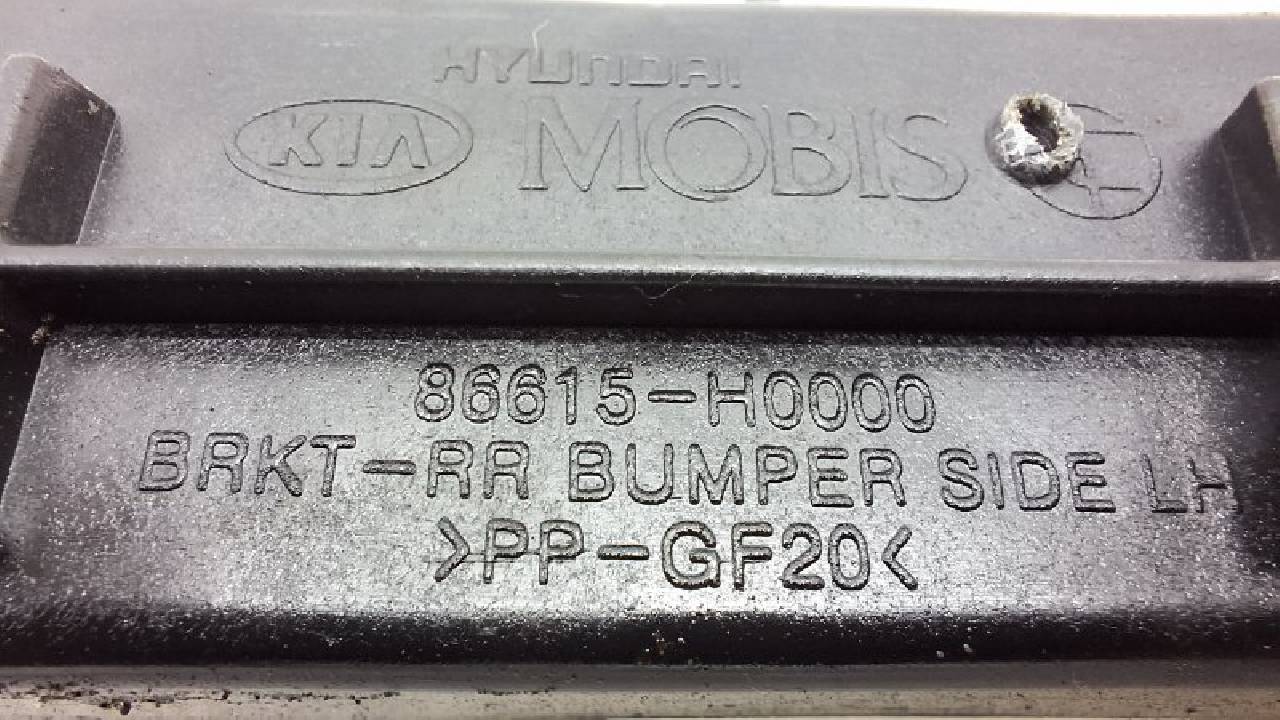 HYUNDAI
KIA MOBIS
86615-H0000
BRKT-RR BUMPER SIDE LH
>PP-GF20<